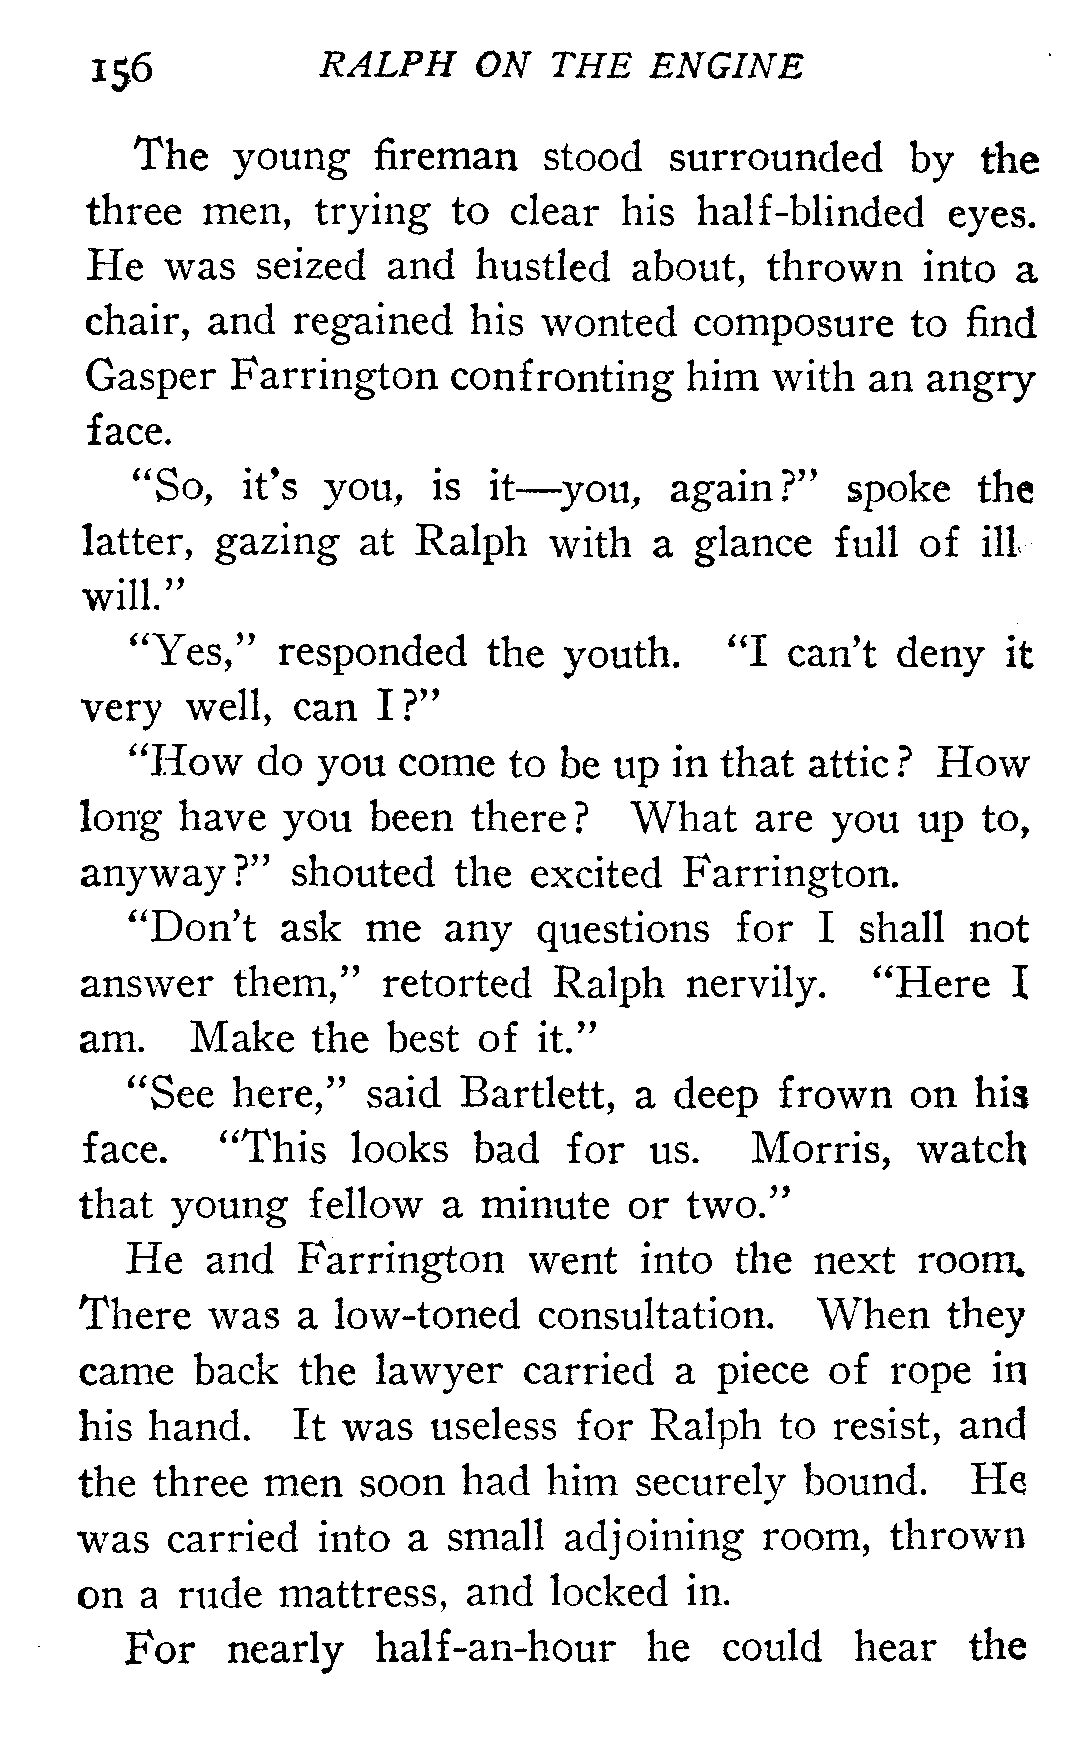 156 RALPH ON THE ENGINE
The young fireman stood surrounded by the
three men, trying to clear his half-blinded eyes.
He was seized and hustled about, thrown into a
chair, and regained his wonted composure to find
Gasper Farrington confronting him with an angry
face.
“So, it’s you, is it—you, again?” spoke the
latter, gazing at Ralph with a glance full of ill
will.”
“Yes,” responded the youth. “I can’t deny it
very well, can I?”
“How do you come to be up in that attic? How
long have you been there? What are you up to,
anyway?” shouted the excited Farrington.
“Don’t ask me any questions for I shall not
answer them,” retorted Ralph nervily. “Here I
am. Make the best of it.”
“See here,” said Bartlett, a deep frown on his
face. “This looks bad for us. Morris, watch
that young fellow a minute or two.”
He and Farrington went into the next room.
There was a low-toned consultation. When they
came back the lawyer carried a piece of rope in
his hand. It was useless for Ralph to resist, and
the three men soon had him securely bound. He
was carried into a small adjoining room, thrown
on a rude mattress, and locked in.
For nearly half-an-hour he could hear the